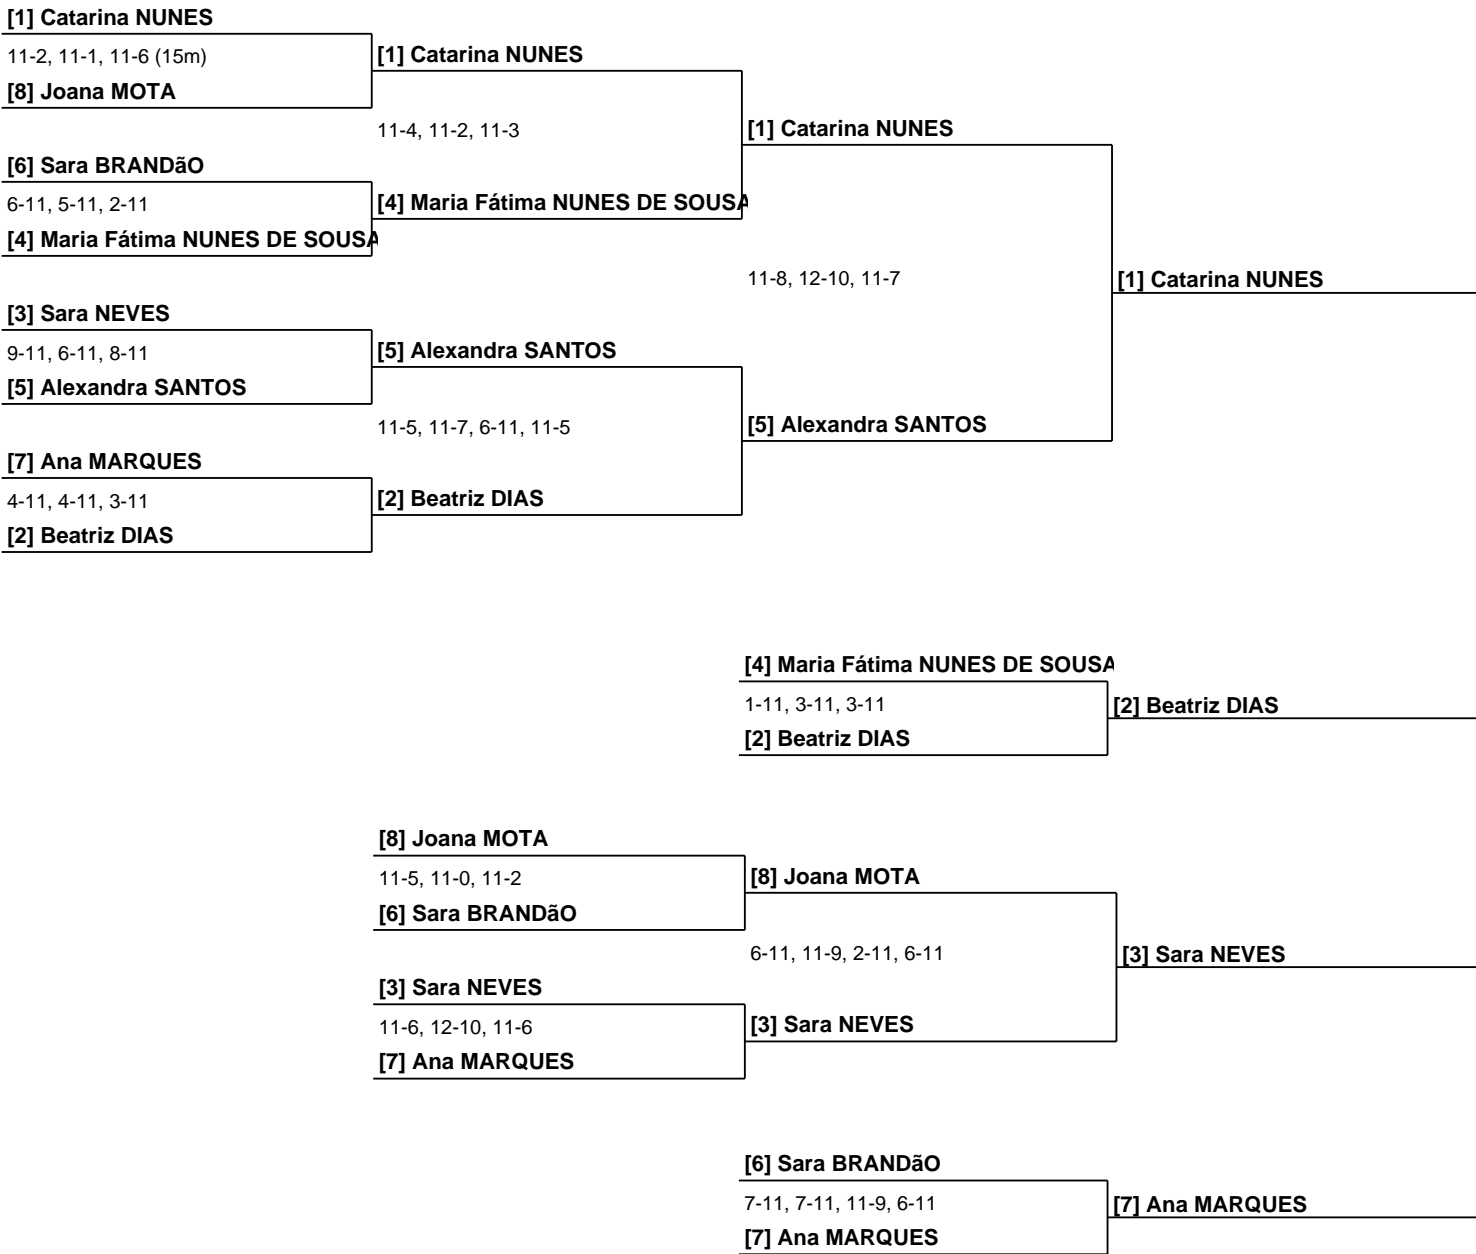 [1] Catarina NUNES
11-2, 11-1, 11-6 (15m)
[8] Joana MOTA
[6] Sara BRANDãO
6-11, 5-11, 2-11
[4] Maria Fátima NUNES DE SOUSA
[3] Sara NEVES
9-11, 6-11, 8-11
[5] Alexandra SANTOS
[7] Ana MARQUES
4-11, 4-11, 3-11
[2] Beatriz DIAS
[1] Catarina NUNES
11-4, 11-2, 11-3
[4] Maria Fátima NUNES DE SOUSA
[5] Alexandra SANTOS
11-5, 11-7, 6-11, 11-5
[2] Beatriz DIAS
[1] Catarina NUNES
11-8, 12-10, 11-7
[5] Alexandra SANTOS
[1] Catarina NUNES
[4] Maria Fátima NUNES DE SOUSA
1-11, 3-11, 3-11
[2] Beatriz DIAS
[2] Beatriz DIAS
[8] Joana MOTA
11-5, 11-0, 11-2
[6] Sara BRANDãO
[3] Sara NEVES
11-6, 12-10, 11-6
[7] Ana MARQUES
[8] Joana MOTA
6-11, 11-9, 2-11, 6-11
[3] Sara NEVES
[3] Sara NEVES
[6] Sara BRANDãO
7-11, 7-11, 11-9, 6-11
[7] Ana MARQUES
[7] Ana MARQUES